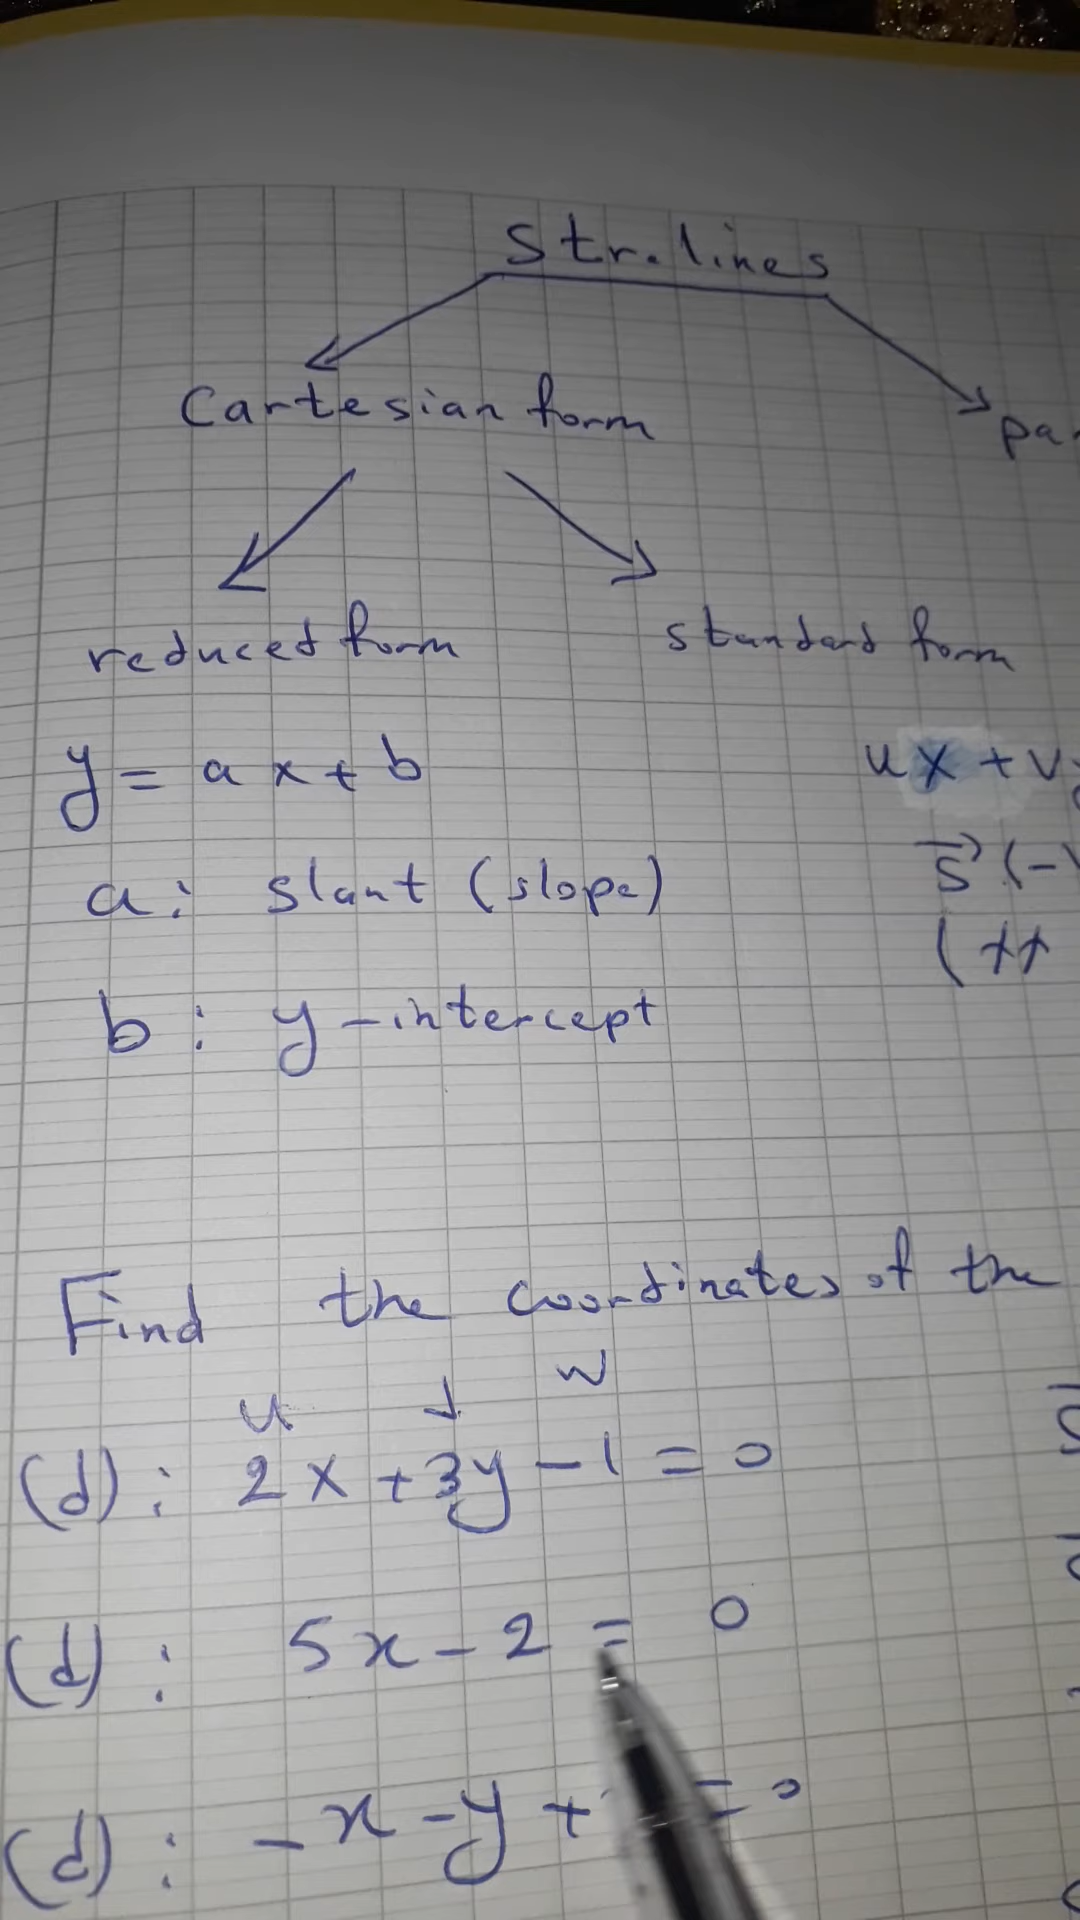 Str. lines
Cartesian form
reduced form
standard form
y = ax + b
ux + v
a: slant (slope)
b: y-intercept
Find the coordinates of the
u v w
(d): 2x + 3y - 1 = 0
(d): 5x - 2 = 0
(d): -x - y + = 0